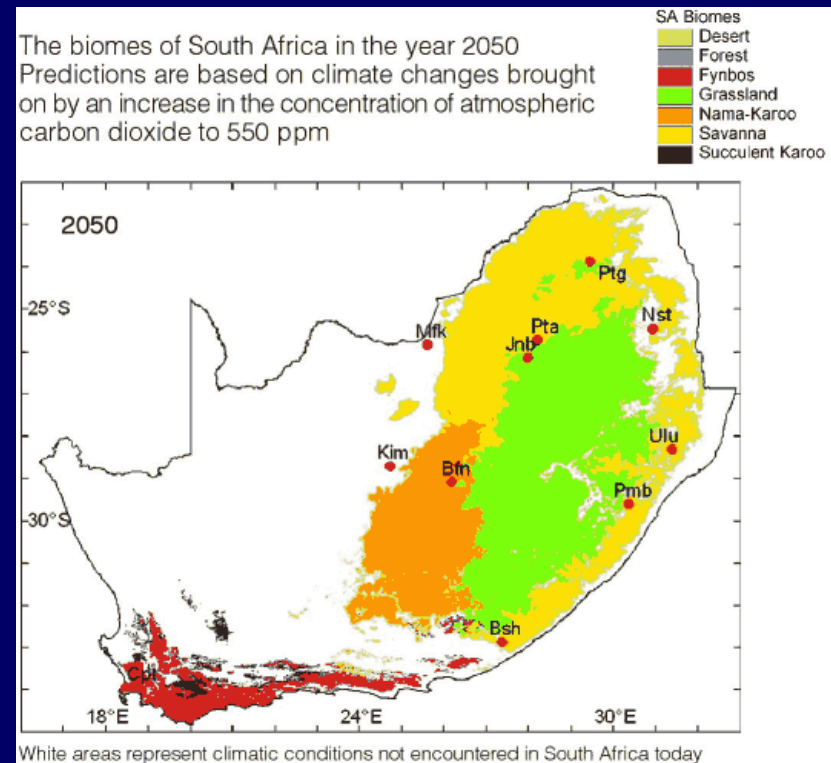 The biomes of South Africa in the year 2050
Predictions are based on climate changes brought
on by an increase in the concentration of atmospheric
carbon dioxide to 550 ppm
SA Biomes
Desert
Forest
Fynbos
Grassland
Nama-Karoo
Savanna
Succulent Karoo
2050
Ptg
25°S
Nst
Mfk
Pta
Jnb
Ulu
Kim
Bfn
Pmb
30°S
Bsh
Cpt
18°E
24°E
30°E
White areas represent climatic conditions not encountered in South Africa today